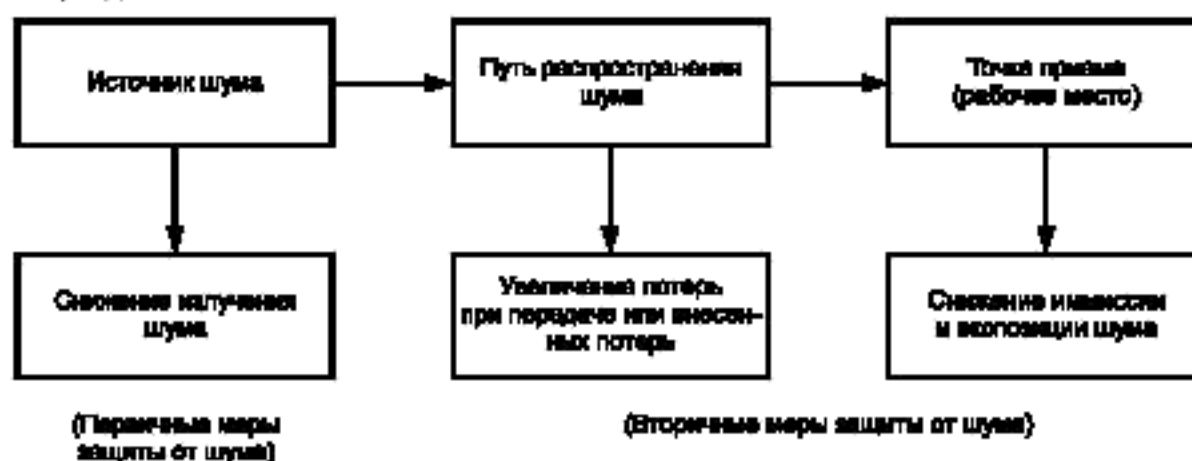 Источник шума
Путь распространения
шума
Точка приема
(рабочее место)
Снижение излучения
шума
Увеличение потерь
при передаче или внесен-
ных потерь
Снижение имиссии
и экспозиции шума
(Первичные меры
защиты от шума)
(Вторичные меры защиты от шума)